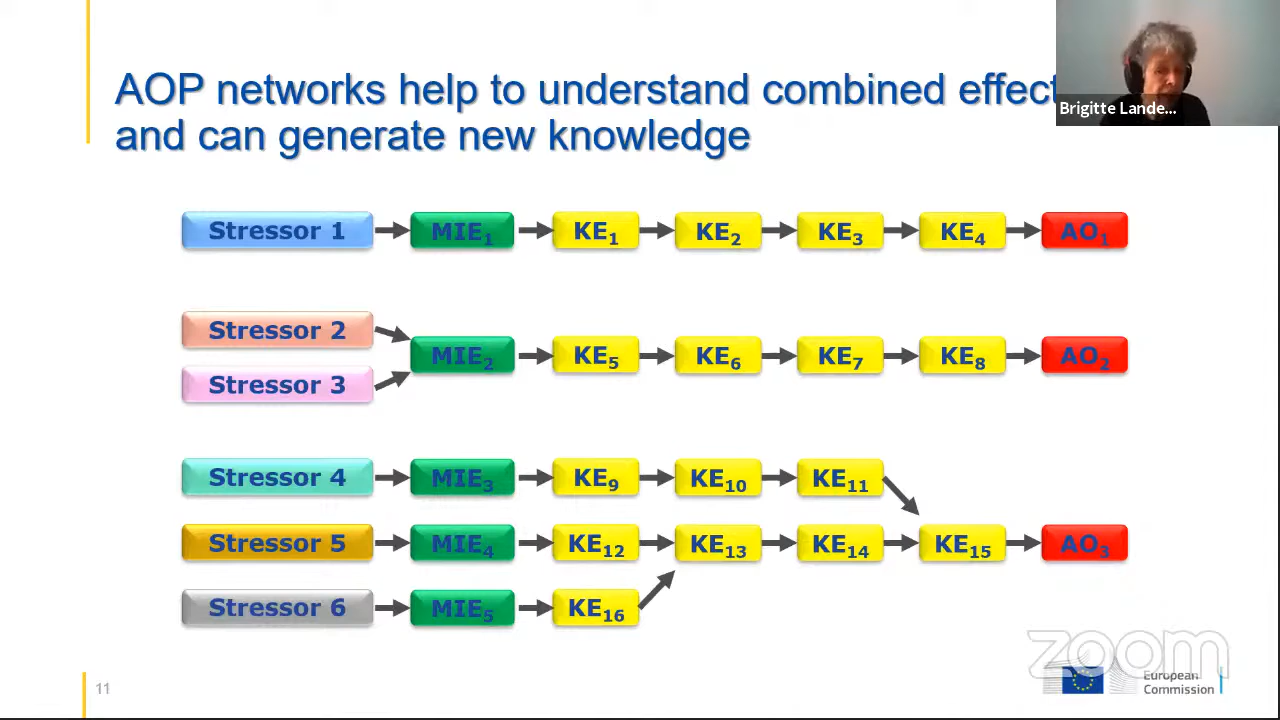 AOP networks help to understand combined effect
and can generate new knowledge
Brigitte Lande...
Stressor 1 MIE1 KE1 KE2 KE3 KE4 AO1
Stressor 2
MIE2 KE5 KE6 KE7 KE8 AO2
Stressor 3
Stressor 4 MIE3 KE9 KE10 KE11
Stressor 5 MIE4 KE12 KE13 KE14 KE15 AO3
Stressor 6 MIE5 KE16
zoom
European
Commission
11